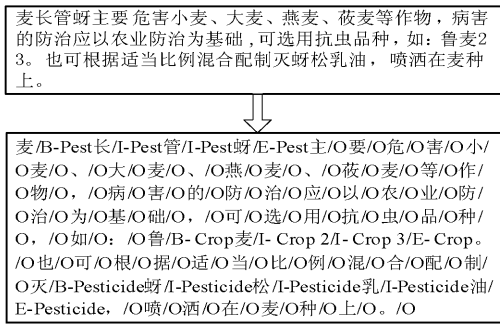 麦长管蚜主要危害小麦、大麦、燕麦、莜麦等作物，病害
的防治应以农业防治为基础,可选用抗虫品种，如：鲁麦2
3。也可根据适当比例混合配制灭蚜松乳油，喷洒在麦种
上。
麦/B-Pest长/I-Pest管/I-Pest蚜/E-Pest主/O要/O危/O害/O小/
O麦/O、/O大/O麦/O、/O燕/O麦/O、/O莜/O麦/O等/O作/
O物/O，/O病/O害/O的/O防/O治/O应/O以/O农/O业/O防/
O治/O为/O基/O础/O，/O可/O选/O用/O抗/O虫/O品/O种/
O，/O如/O：/O鲁/B- Crop麦/I- Crop 2/I- Crop 3/E- Crop。
/O也/O可/O根/O据/O适/O当/O比/O例/O混/O合/O配/O制/
O灭/B-Pesticide蚜/I-Pesticide松/I-Pesticide乳/I-Pesticide油/
E-Pesticide，/O喷/O洒/O在/O麦/O种/O上/O。/O